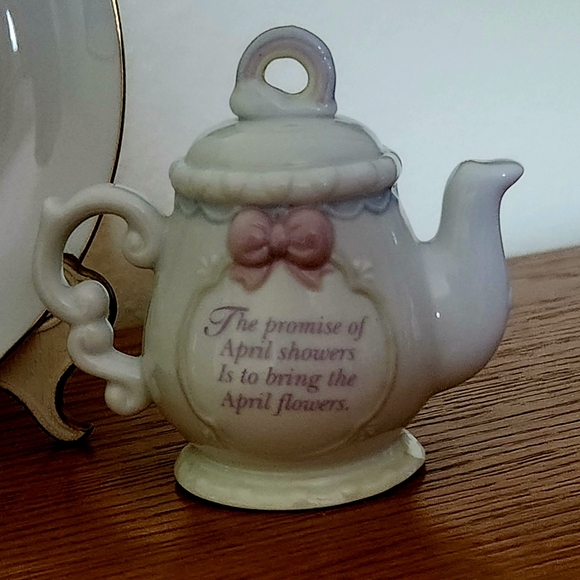 The promise of
April showers
Is to bring the
April flowers.